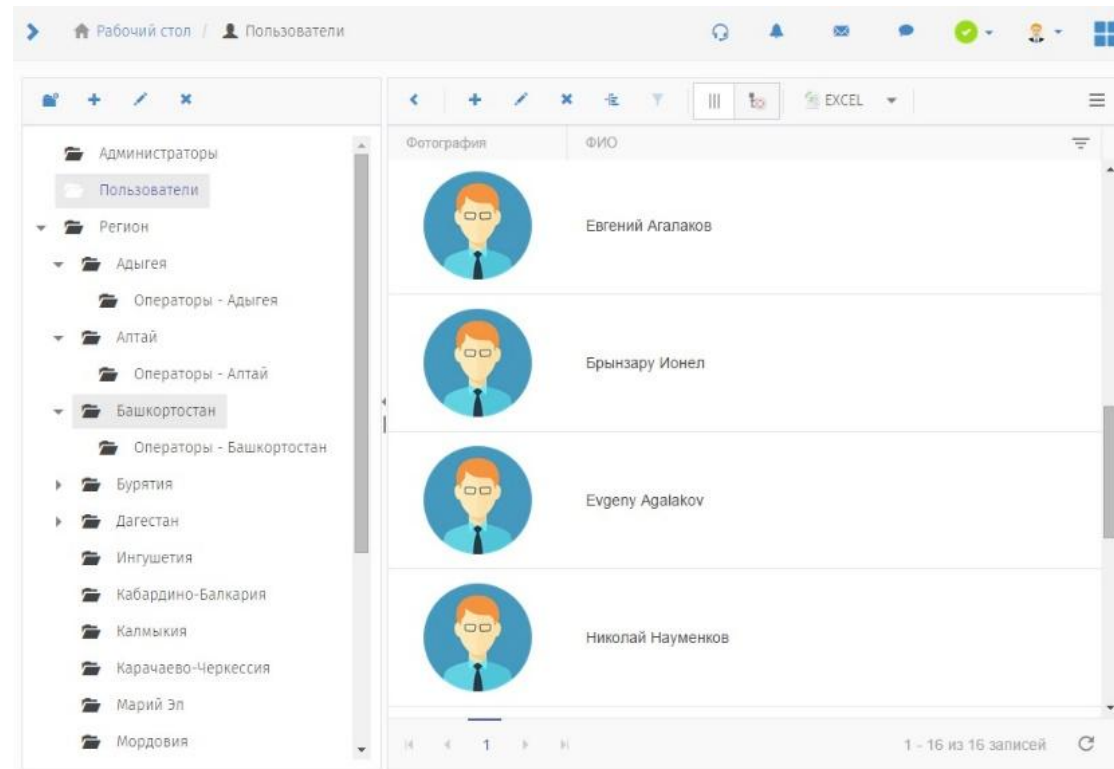 Рабочий стол / Пользователи
EXCEL
Администраторы
Пользователи
Регион
Адыгея
Операторы - Адыгея
Алтай
Операторы - Алтай
Башкортостан
Операторы - Башкортостан
Бурятия
Дагестан
Ингушетия
Кабардино-Балкария
Калмыкия
Карачаево-Черкессия
Марий Эл
Мордовия
Фотография ФИО
Евгений Агалаков
Брынзару Ионел
Evgeny Agalakov
Николай Науменков
1
1 - 16 из 16 записей